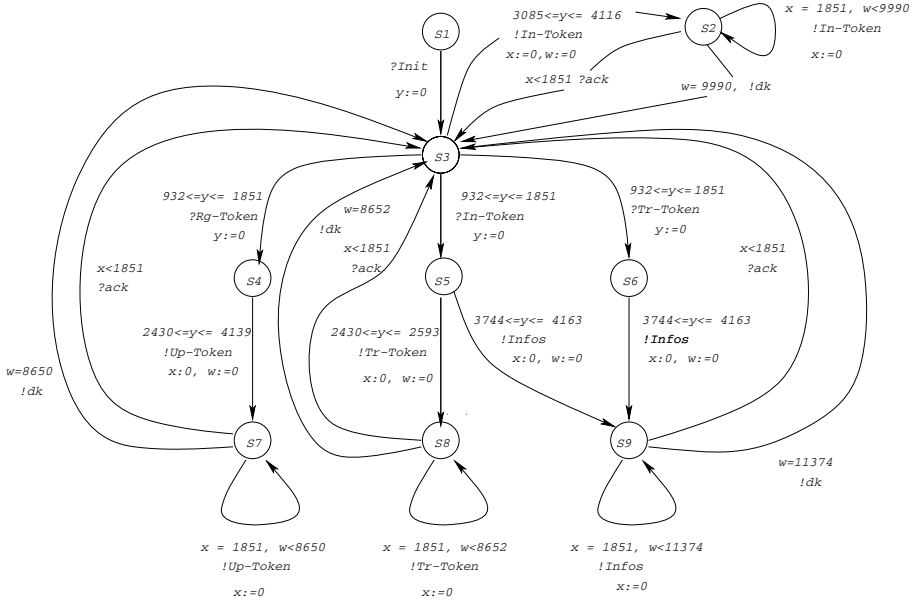 S1
3085<=y<= 4116
!In-Token
x:=0,w:=0
S2
x = 1851, w<9990
!In-Token
x:=0
?Init
y:=0
x<1851 ?ack
w= 9990, !dk
S3
932<=y<= 1851
?Rg-Token
y:=0
w=8652
!dk
x<1851
?ack
932<=y<=1851
?In-Token
y:=0
932<=y<=1851
?Tr-Token
y:=0
x<1851
?ack
x<1851
?ack
S4
S5
S6
2430<=y<= 4139
!Up-Token
x:0, w:=0
2430<=y<= 2593
!Tr-Token
x:0, w:=0
3744<=y<= 4163
!Infos
x:0, w:=0
3744<=y<= 4163
!Infos
x:0, w:=0
w=8650
!dk
S7
S8
S9
w=11374
!dk
x = 1851, w<8650
!Up-Token
x:=0
x = 1851, w<8652
!Tr-Token
x:=0
x = 1851, w<11374
!Infos
x:=0